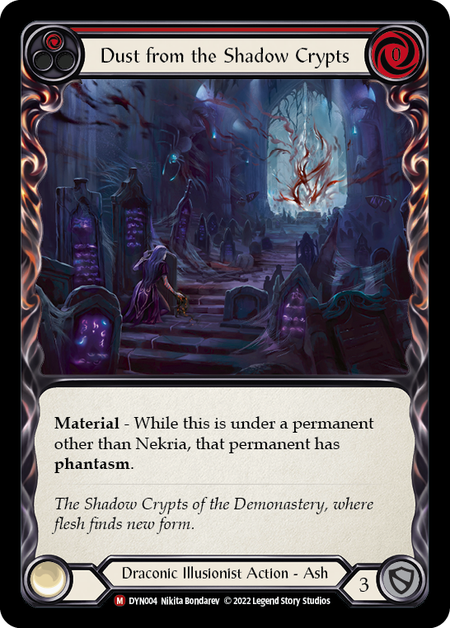 Dust from the Shadow Crypts
0
Material - While this is under a permanent
other than Nekria, that permanent has
phantasm.
The Shadow Crypts of the Demonastery, where
flesh finds new form.
Draconic Illusionist Action - Ash
3
M DYN004 Nikita Bondarev © 2022 Legend Story Studios